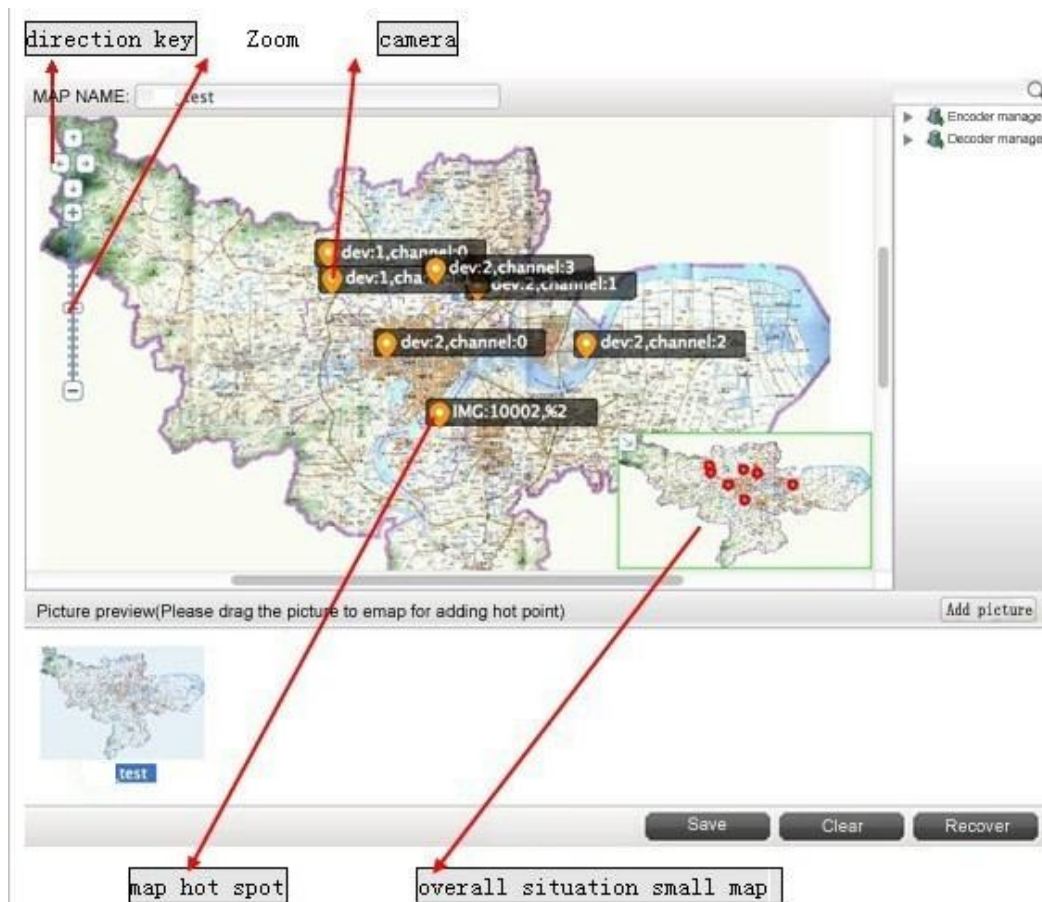 direction key
Zoom
camera
MAP NAME:
test
Encoder manage
Decoder manage
dev:1,channel:0
dev:2,channel:3
dev:1,cha
dev:2,channel:1
dev:2,channel:0
dev:2,channel:2
IMG:10002,%2
Picture preview(Please drag the picture to emap for adding hot point)
Add picture
test
Save
Clear
Recover
map hot spot
overall situation small map